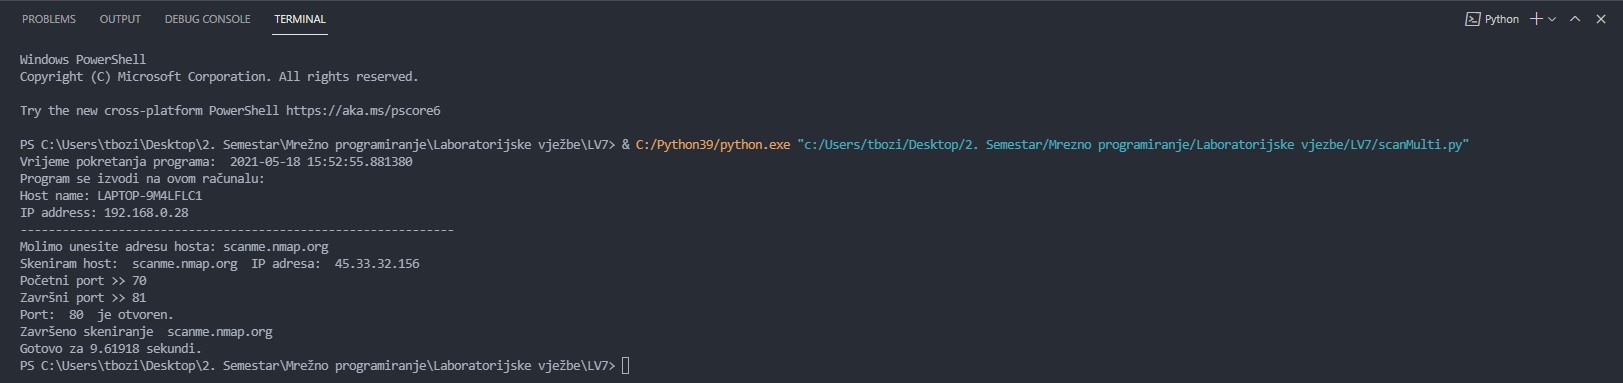 PROBLEMS OUTPUT DEBUG CONSOLE TERMINAL Python
Windows PowerShell
Copyright (C) Microsoft Corporation. All rights reserved.
Try the new cross-platform PowerShell https://aka.ms/pscore6
PS C:\Users\tbozi\Desktop\2. Semestar\Mrežno programiranje\Laboratorijske vježbe\LV7> & C:/Python39/python.exe "c:/Users/tbozi/Desktop/2. Semestar/Mrezno programiranje/Laboratorijske vjezbe/LV7/scanMulti.py"
Vrijeme pokretanja programa:  2021-05-18 15:52:55.881380
Program se izvodi na ovom računalu:
Host name: LAPTOP-9M4LFLC1
IP address: 192.168.0.28
--------------------------------------------------------------
Molimo unesite adresu hosta: scanme.nmap.org
Skeniram host:  scanme.nmap.org  IP adresa:  45.33.32.156
Početni port >> 70
Završni port >> 81
Port:  80  je otvoren.
Završeno skeniranje  scanme.nmap.org
Gotovo za 9.61918 sekundi.
PS C:\Users\tbozi\Desktop\2. Semestar\Mrežno programiranje\Laboratorijske vježbe\LV7>